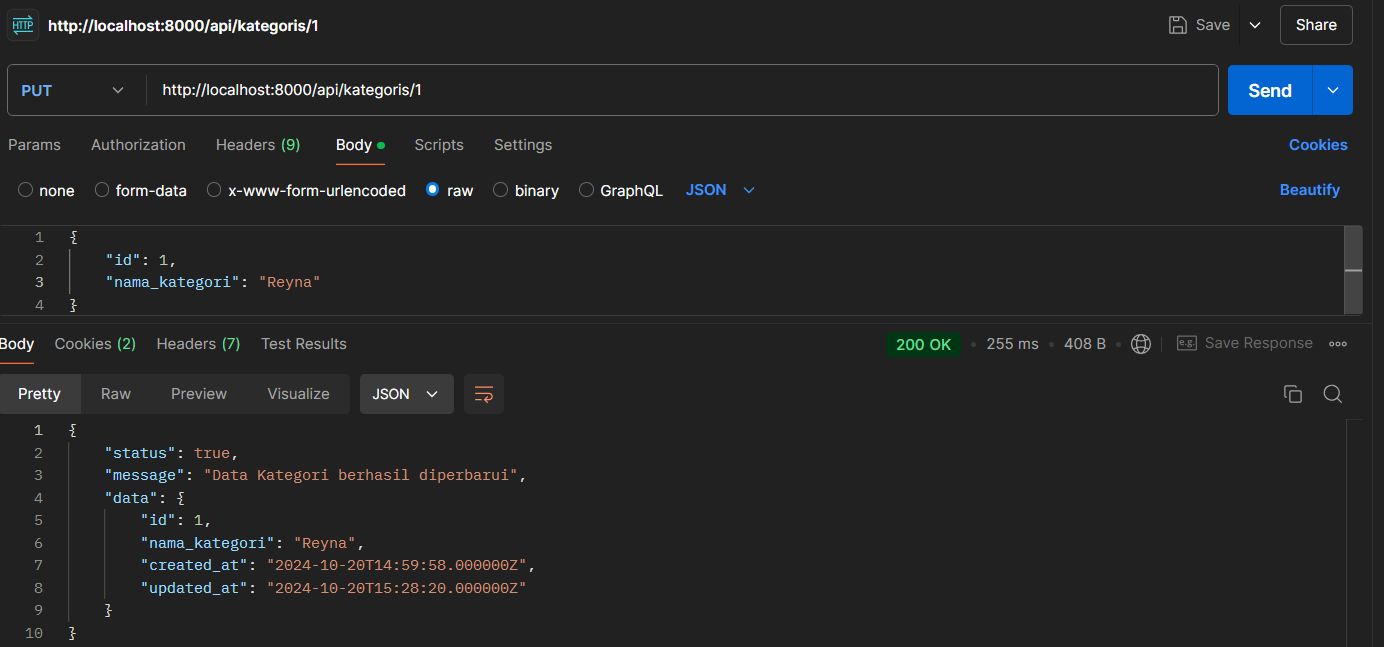 HTTP http://localhost:8000/api/kategoris/1 Save Share
PUT http://localhost:8000/api/kategoris/1 Send
Params Authorization Headers (9) Body Scripts Settings Cookies
none form-data x-www-form-urlencoded raw binary GraphQL JSON Beautify
1 {
2 "id": 1,
3 "nama_kategori": "Reyna"
4 }
Body Cookies (2) Headers (7) Test Results 200 OK 255 ms 408 B e.g. Save Response
Pretty Raw Preview Visualize JSON
1 {
2 "status": true,
3 "message": "Data Kategori berhasil diperbarui",
4 "data": {
5 "id": 1,
6 "nama_kategori": "Reyna",
7 "created_at": "2024-10-20T14:59:58.000000Z",
8 "updated_at": "2024-10-20T15:28:20.000000Z"
9 }
10 }